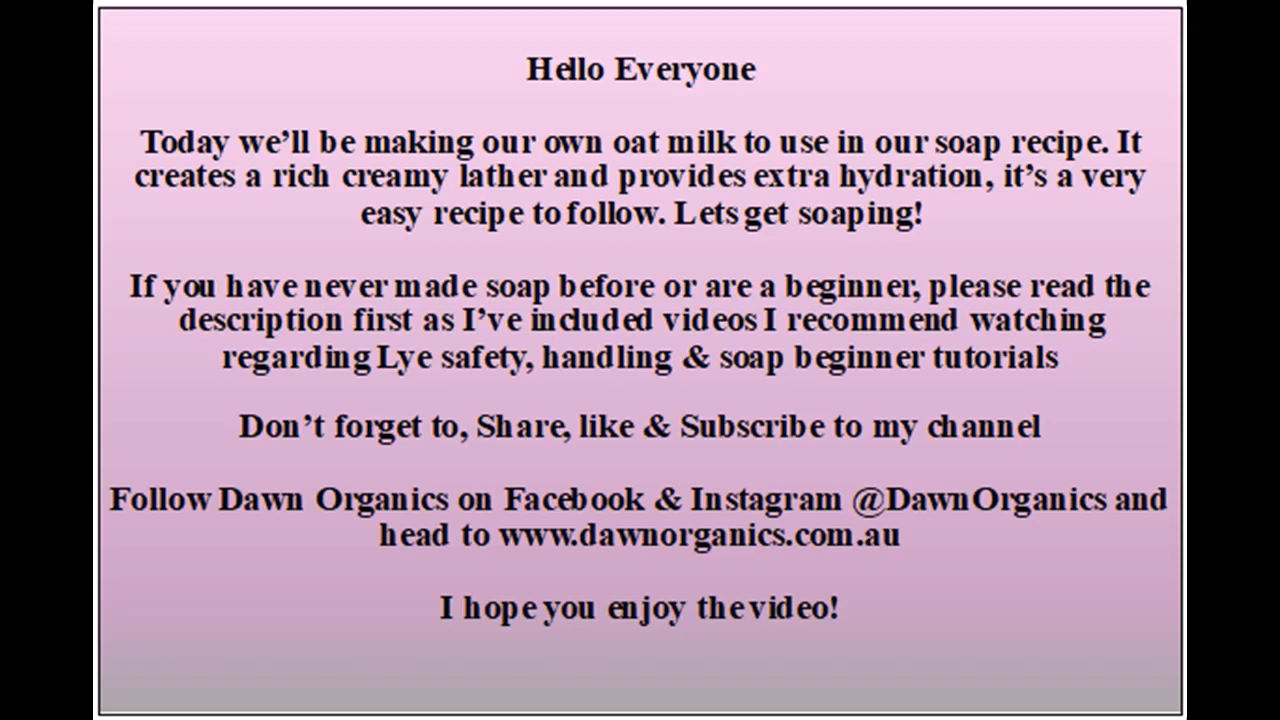 Hello Everyone
Today we’ll be making our own oat milk to use in our soap recipe. It
creates a rich creamy lather and provides extra hydration, it’s a very
easy recipe to follow. Lets get soaping!
If you have never made soap before or are a beginner, please read the
description first as I’ve included videos I recommend watching
regarding Lye safety, handling & soap beginner tutorials
Don’t forget to, Share, like & Subscribe to my channel
Follow Dawn Organics on Facebook & Instagram @DawnOrganics and
head to www.dawnorganics.com.au
I hope you enjoy the video!